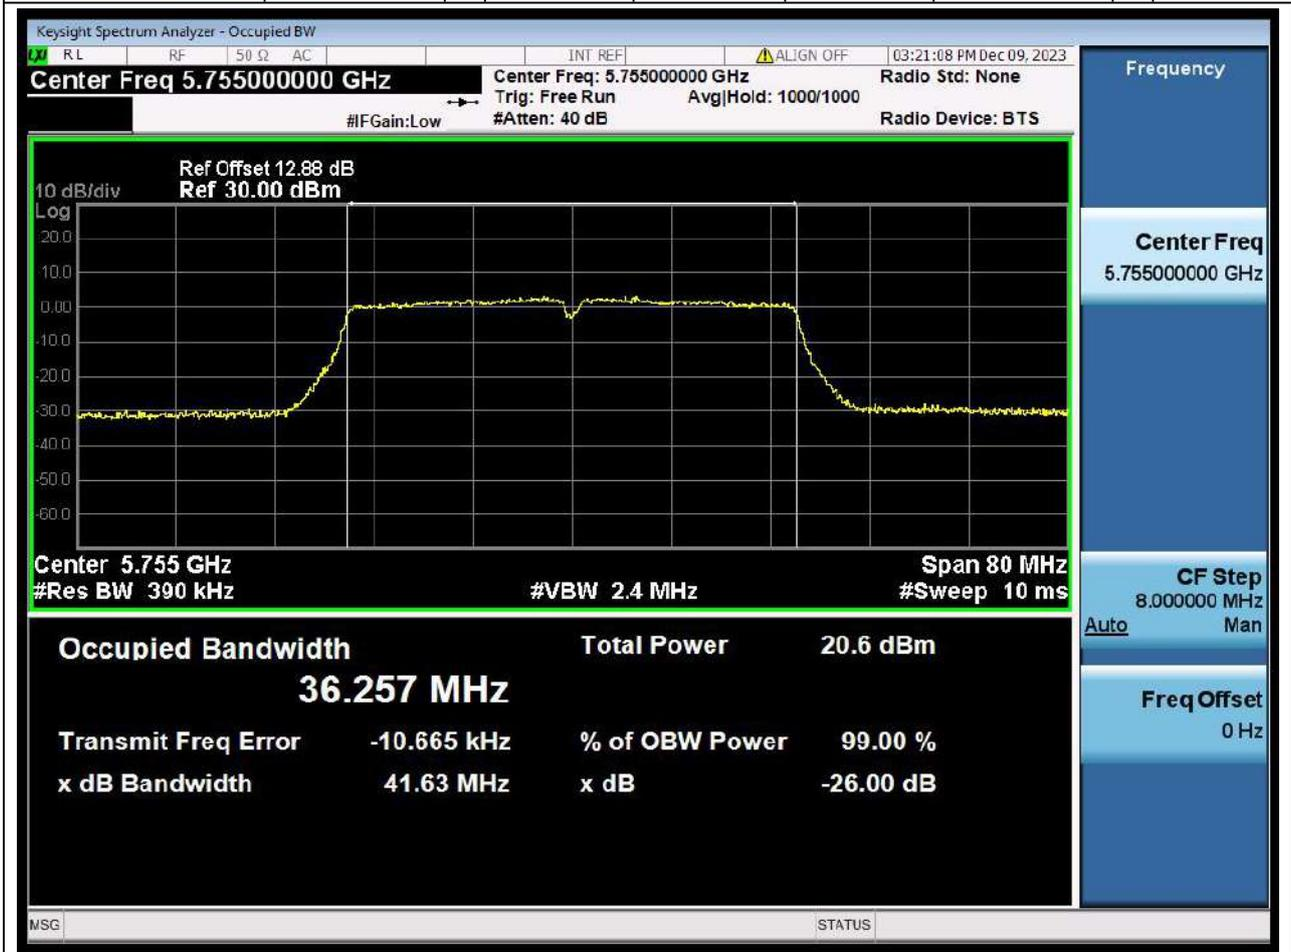 Keysight Spectrum Analyzer - Occupied BW
LXI RL RF 50 Ω AC INT REF ALIGN OFF 03:21:08 PM Dec 09, 2023
Center Freq 5.755000000 GHz
Center Freq: 5.755000000 GHz
Radio Std: None
Trig: Free Run Avg|Hold: 1000/1000
#IFGain:Low
#Atten: 40 dB
Radio Device: BTS
Ref Offset 12.88 dB
10 dB/div Ref 30.00 dBm
Log
20.0
10.0
0.00
-10.0
-20.0
-30.0
-40.0
-50.0
-60.0
Center 5.755 GHz Span 80 MHz
#Res BW 390 kHz #VBW 2.4 MHz #Sweep 10 ms
Occupied Bandwidth Total Power 20.6 dBm
36.257 MHz
Transmit Freq Error -10.665 kHz % of OBW Power 99.00 %
x dB Bandwidth 41.63 MHz x dB -26.00 dB
MSG STATUS
Frequency
Center Freq
5.755000000 GHz
CF Step
8.000000 MHz
Auto Man
Freq Offset
0 Hz